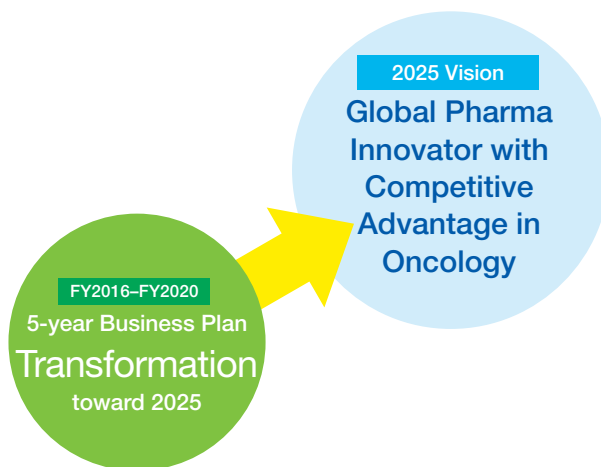 2025 Vision
Global Pharma
Innovator with
Competitive
Advantage in
Oncology
FY2016–FY2020
5-year Business Plan
Transformation
toward 2025